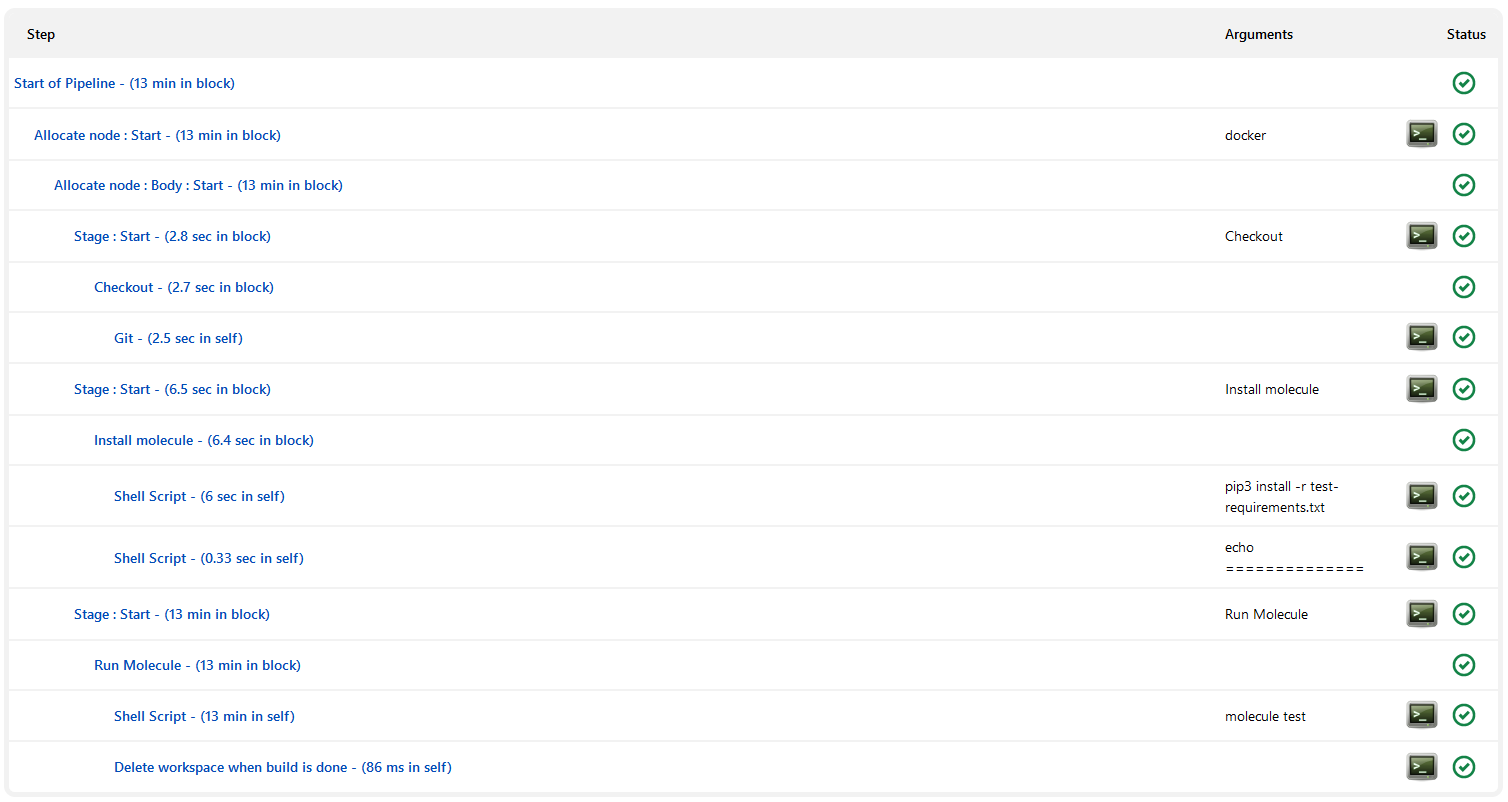 Step Arguments Status
Start of Pipeline - (13 min in block)
Allocate node : Start - (13 min in block) docker
Allocate node : Body : Start - (13 min in block)
Stage : Start - (2.8 sec in block) Checkout
Checkout - (2.7 sec in block)
Git - (2.5 sec in self)
Stage : Start - (6.5 sec in block) Install molecule
Install molecule - (6.4 sec in block)
Shell Script - (6 sec in self) pip3 install -r test-
requirements.txt
Shell Script - (0.33 sec in self) echo
==============
Stage : Start - (13 min in block) Run Molecule
Run Molecule - (13 min in block)
Shell Script - (13 min in self) molecule test
Delete workspace when build is done - (86 ms in self)